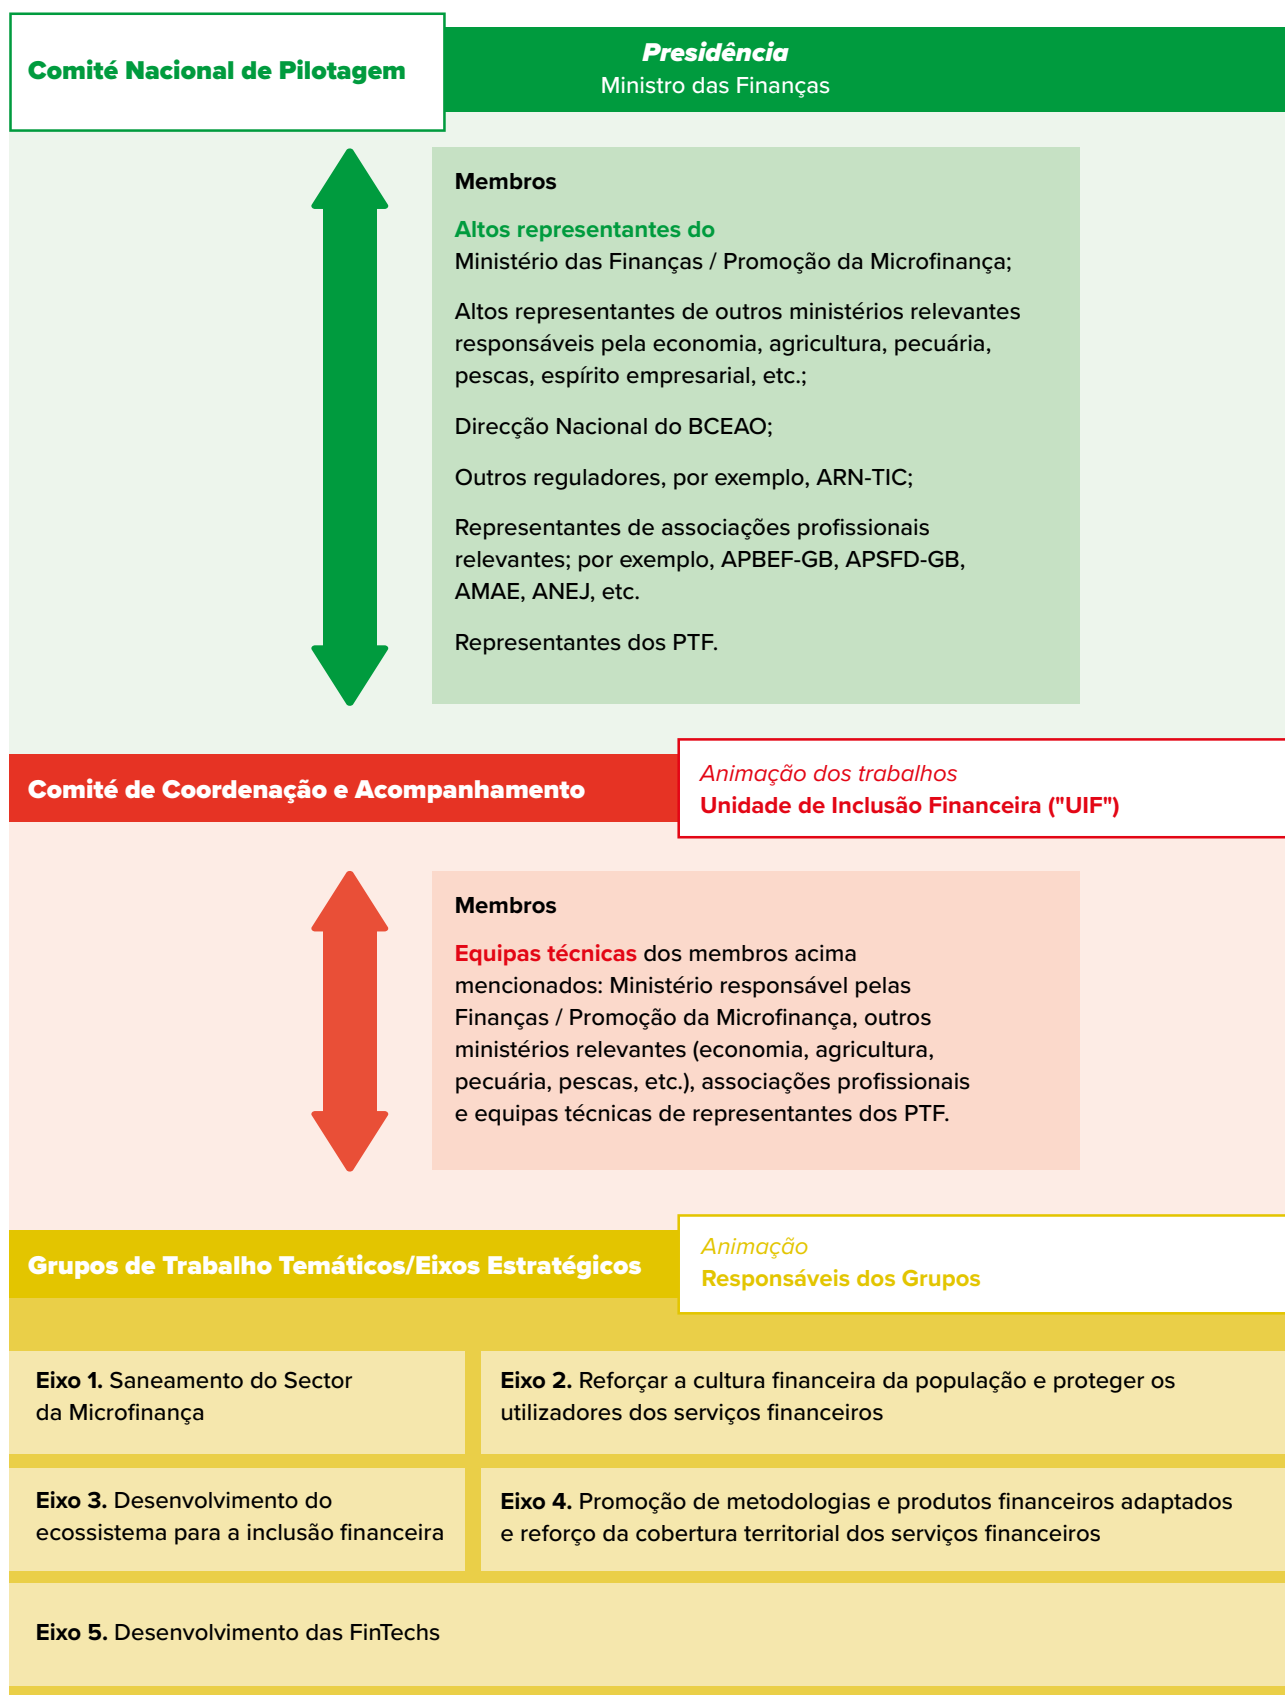 Comité Nacional de Pilotagem
Presidência
Ministro das Finanças
Membros
Altos representantes do
Ministério das Finanças / Promoção da Microfinança;
Altos representantes de outros ministérios relevantes
responsáveis pela economia, agricultura, pecuária,
pescas, espírito empresarial, etc.;
Direcção Nacional do BCEAO;
Outros reguladores, por exemplo, ARN-TIC;
Representantes de associações profissionais
relevantes; por exemplo, APBEF-GB, APSFD-GB,
AMAE, ANEJ, etc.
Representantes dos PTF.
Comité de Coordenação e Acompanhamento
Animação dos trabalhos
Unidade de Inclusão Financeira ("UIF")
Membros
Equipas técnicas dos membros acima
mencionados: Ministério responsável pelas
Finanças / Promoção da Microfinança, outros
ministérios relevantes (economia, agricultura,
pecuária, pescas, etc.), associações profissionais
e equipas técnicas de representantes dos PTF.
Grupos de Trabalho Temáticos/Eixos Estratégicos
Animação
Responsáveis dos Grupos
Eixo 1. Saneamento do Sector
da Microfinança
Eixo 2. Reforçar a cultura financeira da população e proteger os
utilizadores dos serviços financeiros
Eixo 3. Desenvolvimento do
ecossistema para a inclusão financeira
Eixo 4. Promoção de metodologias e produtos financeiros adaptados
e reforço da cobertura territorial dos serviços financeiros
Eixo 5. Desenvolvimento das FinTechs